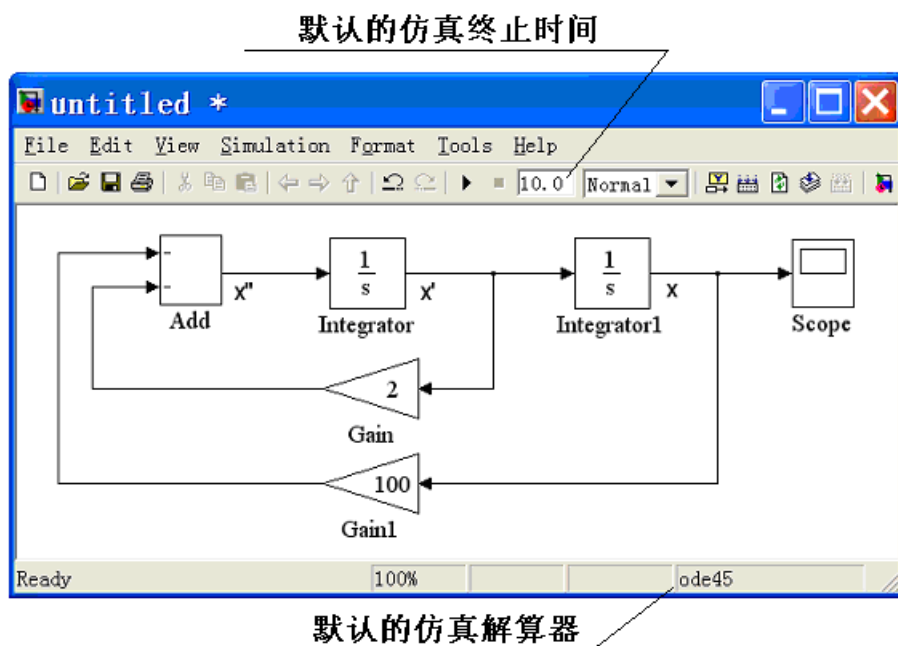 默认的仿真终止时间
untitled *
File Edit View Simulation Format Tools Help
10.0 Normal
- 
-
Add
x"
1
s
Integrator
x'
1
s
Integrator1
x
Scope
2
Gain
100
Gain1
Ready 100% ode45
默认的仿真解算器